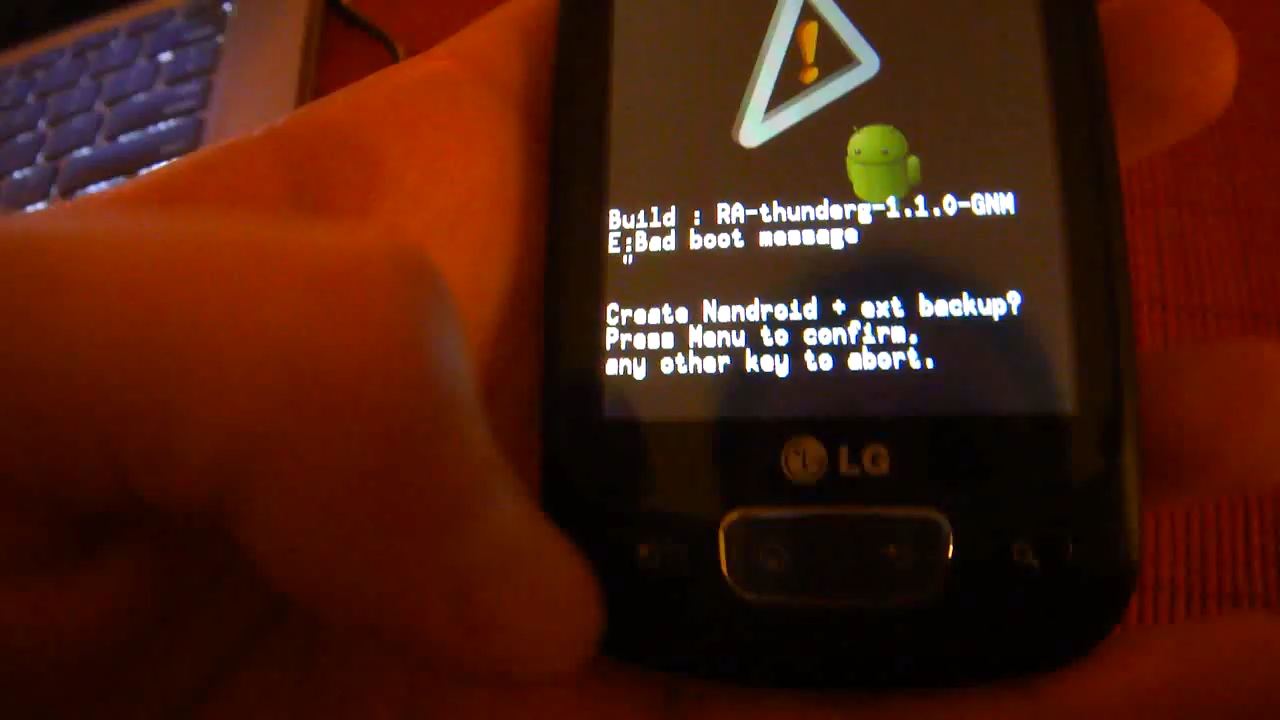 Build : RA-thunderg-1.1.0-GNM
E:Bad boot message
"
Create Nandroid + ext backup?
Press Menu to confirm,
any other key to abort.
LG